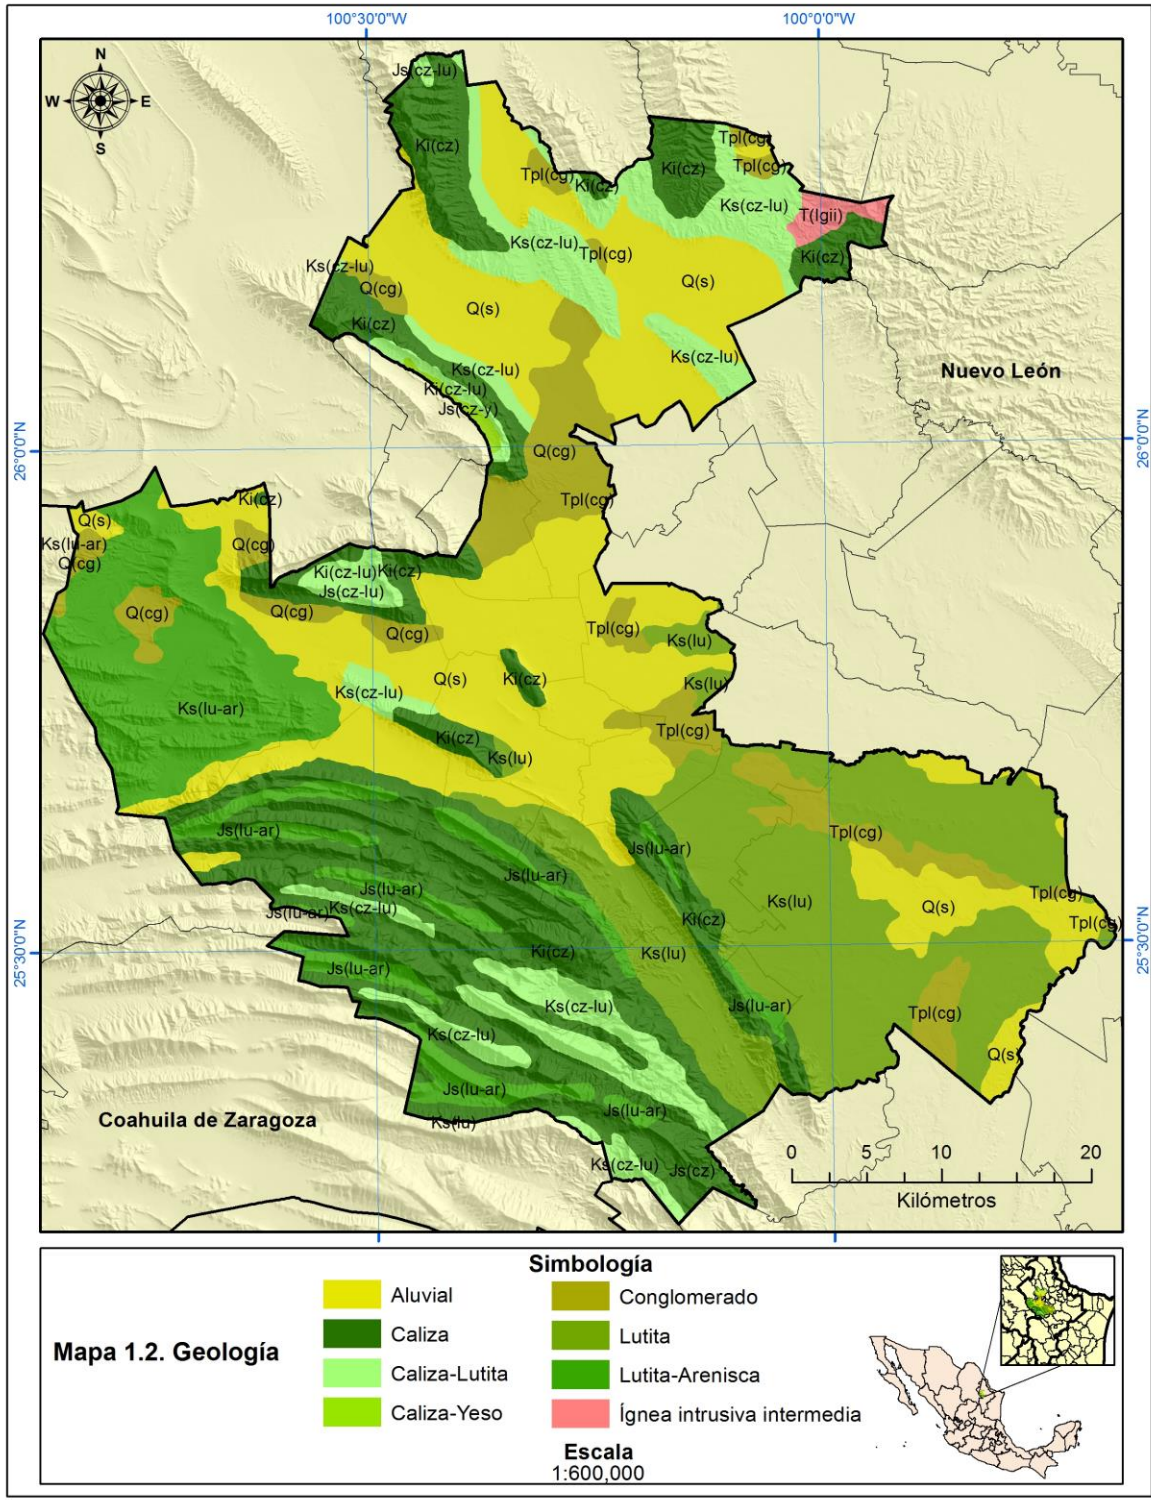 100°30'0"W
100°0'0"W
N
W
E
S
Js(cz-lu)
Ki(cz)
Tpl(cg)
Tpl(cg)
Tpl(cg)
Ki(cz)
Ki(cz)
Ks(cz-lu)
T(Igii)
Ks(cz-lu)
Tpl(cg)
Ki(cz)
Ks(cz-lu)
Q(cg)
Q(s)
Q(s)
Ki(cz)
Ks(cz-lu)
Ks(cz-lu)
Nuevo León
Ki(cz-lu)
Js(cz-y)
26°0'0"N
26°0'0"N
Q(cg)
Ki(cz)
Tpl(cg)
Q(s)
Ks(lu-ar)
Q(cg)
Q(cg)
Ki(cz-lu)
Ki(cz)
Js(cz-lu)
Q(cg)
Q(cg)
Q(cg)
Tpl(cg)
Ks(lu)
Ks(cz-lu)
Q(s)
Ki(cz)
Ks(lu)
Ks(lu-ar)
Ki(cz)
Tpl(cg)
Ks(lu)
Js(lu-ar)
Tpl(cg)
Js(lu-ar)
Js(lu-ar)
Js(lu-ar)
Js(lu-ar)
Ks(cz-lu)
Ks(lu)
Tpl(cg)
Q(s)
Ki(cz)
Tpl(cg)
25°30'0"N
25°30'0"N
Ki(cz)
Ks(lu)
Js(lu-ar)
Ks(cz-lu)
Js(lu-ar)
Tpl(cg)
Ks(cz-lu)
Q(s)
Js(lu-ar)
Js(lu-ar)
Coahuila de Zaragoza
Ks(lu)
Ks(cz-lu)
Js(cz)
0 5 10 20
Kilómetros
Simbología
Mapa 1.2. Geología
Aluvial
Caliza
Caliza-Lutita
Caliza-Yeso
Conglomerado
Lutita
Lutita-Arenisca
Ígnea intrusiva intermedia
Escala
1:600,000